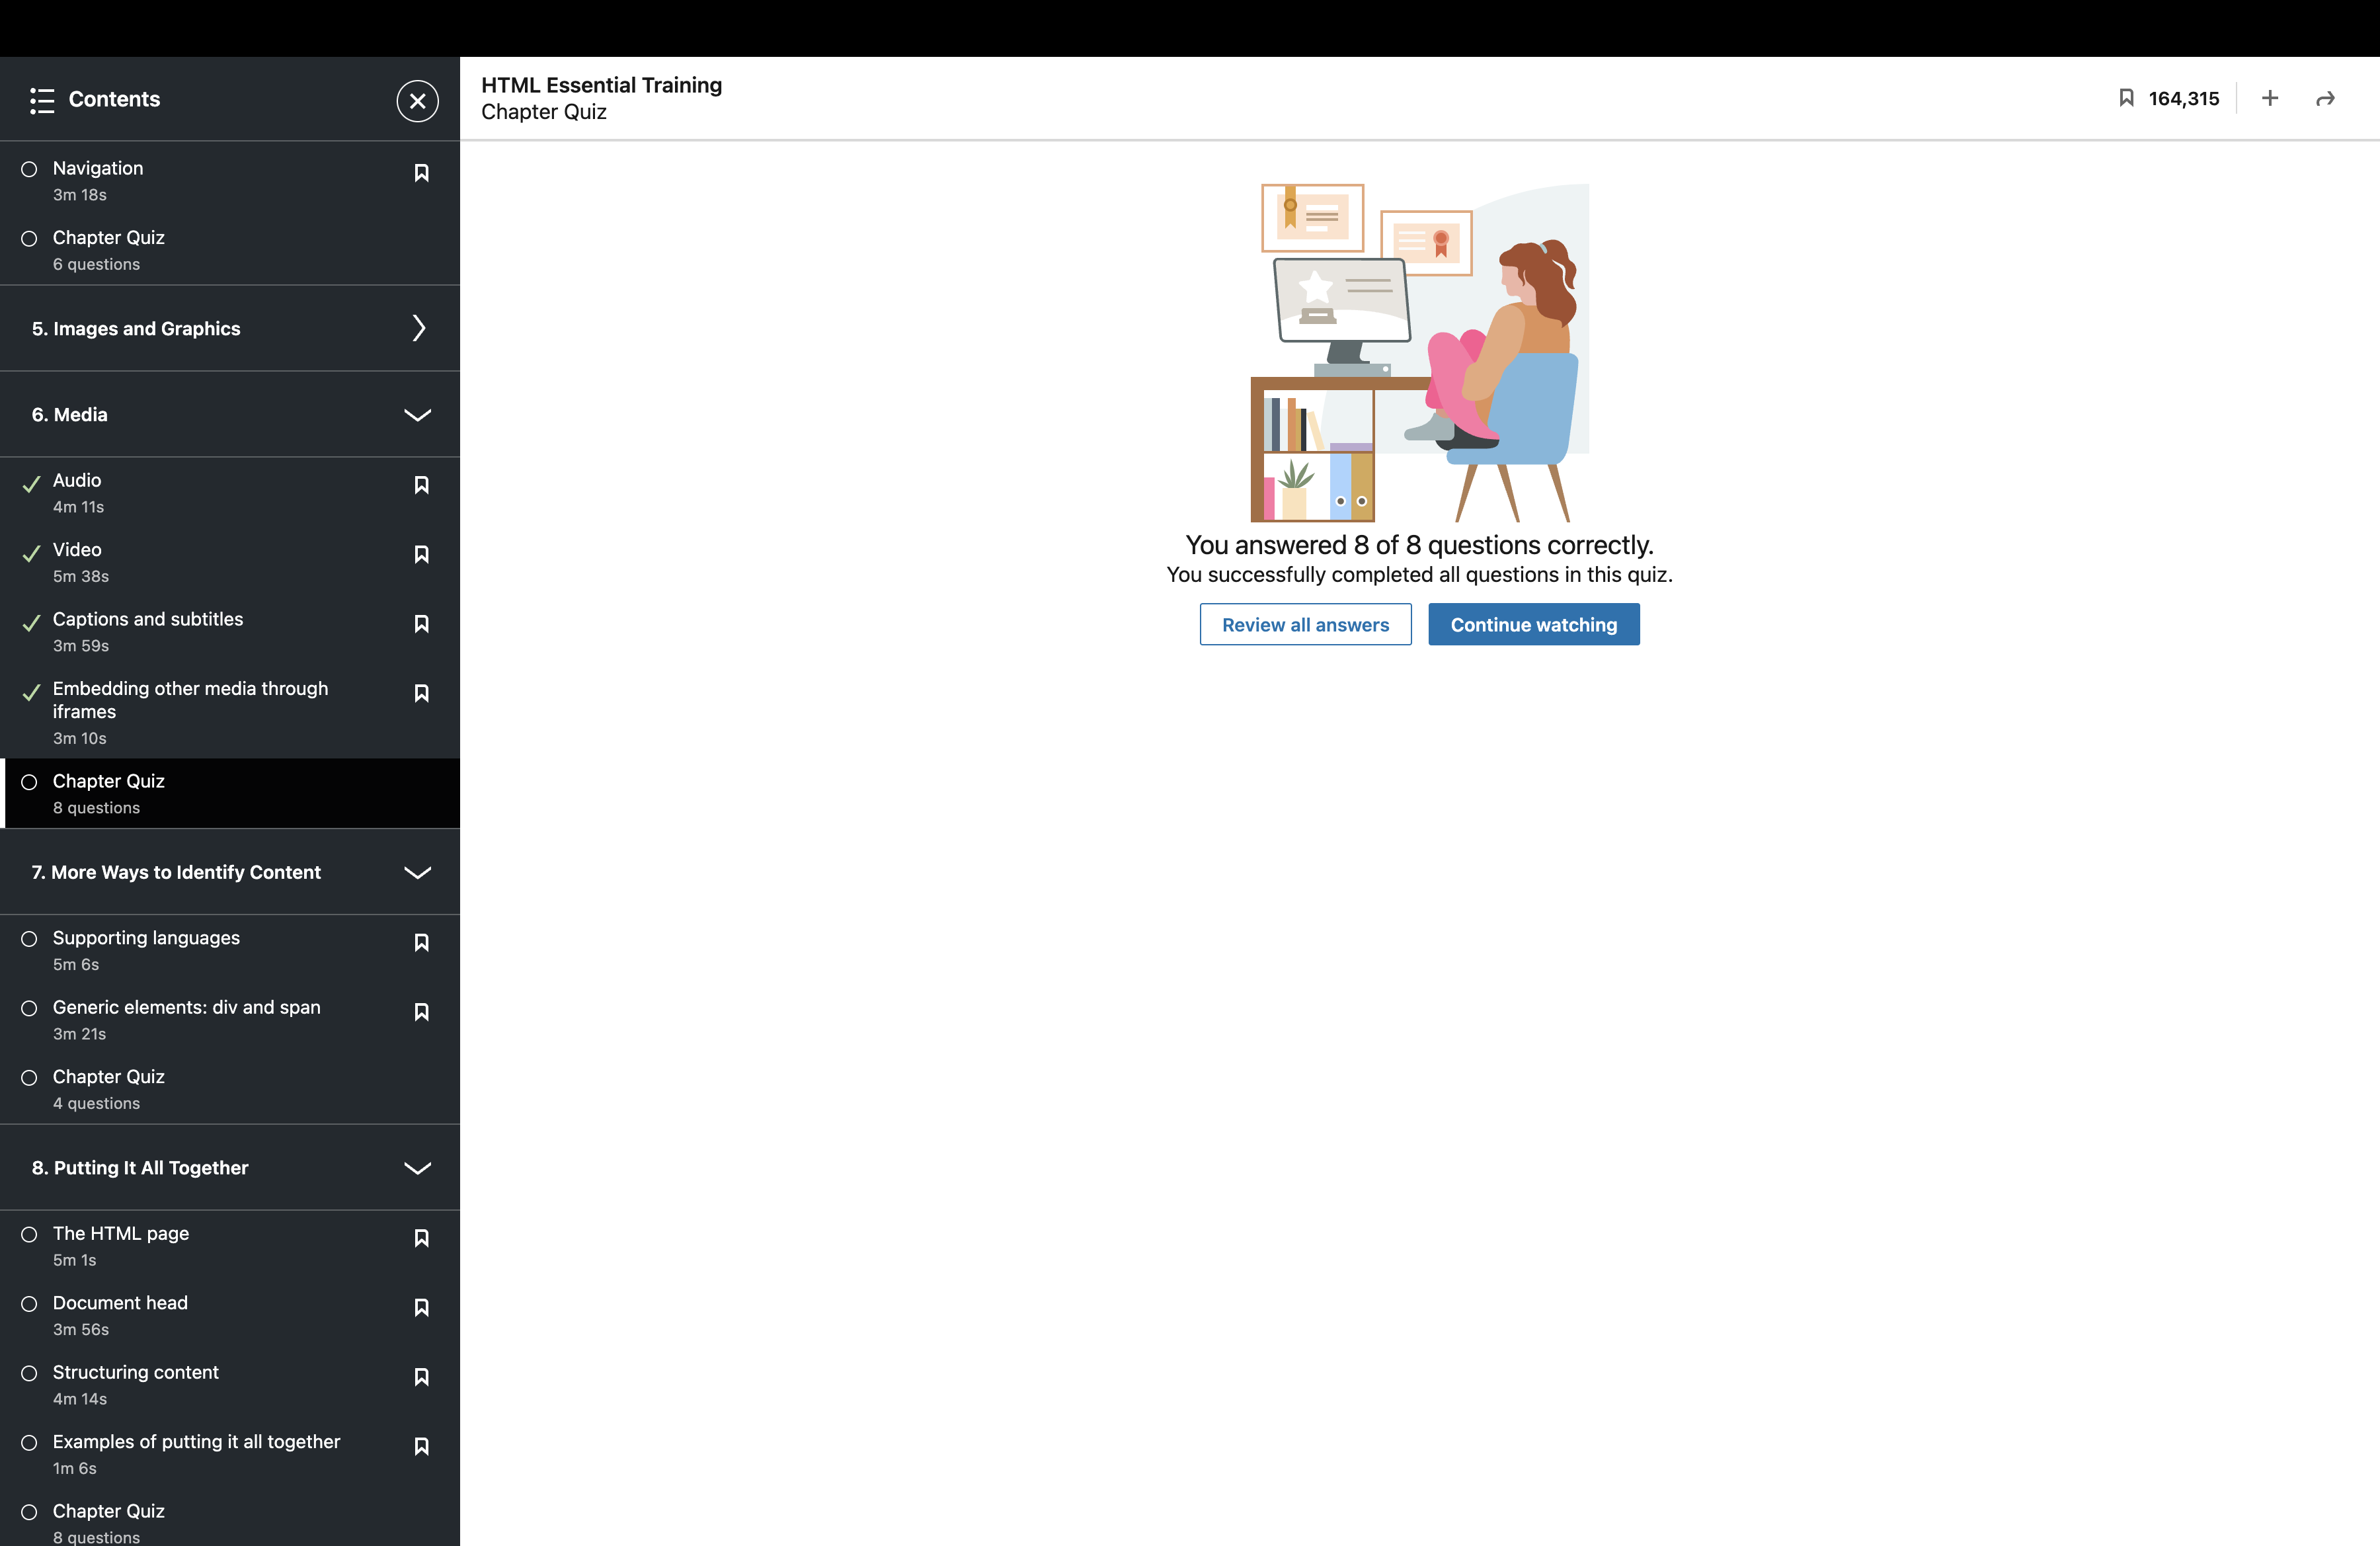 Contents
Navigation
3m 18s
Chapter Quiz
6 questions
5. Images and Graphics
6. Media
Audio
4m 11s
Video
5m 38s
Captions and subtitles
3m 59s
Embedding other media through
iframes
3m 10s
Chapter Quiz
8 questions
7. More Ways to Identify Content
Supporting languages
5m 6s
Generic elements: div and span
3m 21s
Chapter Quiz
4 questions
8. Putting It All Together
The HTML page
5m 1s
Document head
3m 56s
Structuring content
4m 14s
Examples of putting it all together
1m 6s
Chapter Quiz
8 questions
HTML Essential Training
Chapter Quiz
164,315
You answered 8 of 8 questions correctly.
You successfully completed all questions in this quiz.
Review all answers
Continue watching